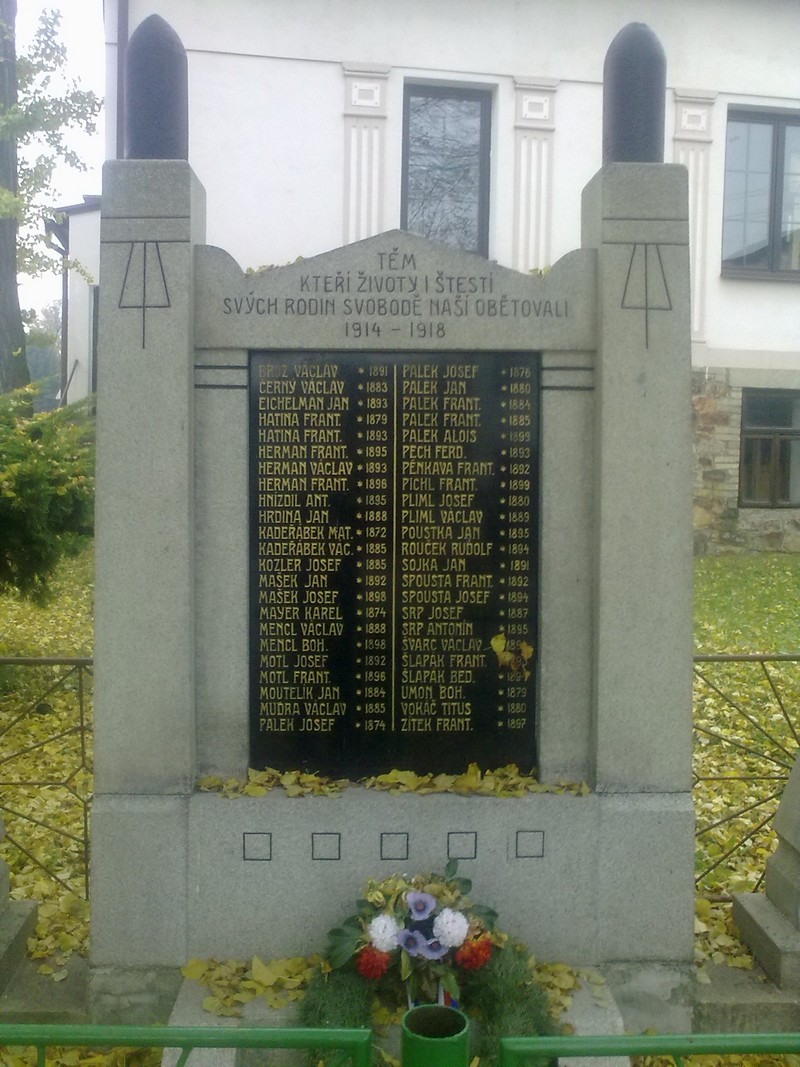 TĚM
KTEŘÍ ŽIVOTY I ŠTESTÍ
SVÝCH RODIN SVOBODĚ NAŠÍ OBĚTOVALI
1914 – 1918
BROŽ VÁCLAV * 1891
ČERNÝ VÁCLAV * 1883
EICHELMAN JAN * 1893
HATINA FRANT. * 1879
HATINA FRANT. * 1893
HERMAN FRANT. * 1895
HERMAN VÁCLAV * 1893
HERMAN FRANT. * 1896
HNÍZDIL ANT. * 1895
HRDINA JAN * 1888
KADEŘÁBEK MAT. * 1872
KADEŘÁBEK VÁC. * 1885
KOZLER JOSEF * 1885
MAŠEK JAN * 1892
MAŠEK JOSEF * 1898
MAYER KAREL * 1874
MENCL VÁCLAV * 1888
MENCL BOH. * 1898
MOTL JOSEF * 1892
MOTL FRANT. * 1896
MOUTELÍK JAN * 1884
MUDRA VÁCLAV * 1885
PALEK JOSEF * 1874
PALEK JOSEF * 1876
PALEK JAN * 1880
PALEK FRANT. * 1884
PALEK FRANT. * 1885
PALEK ALOIS * 1899
PECH FERD. * 1893
PĚNKAVA FRANT. * 1892
PICHL FRANT. * 1899
PLIML JOSEF * 1880
PLIML VÁCLAV * 1889
POUSTKA JAN * 1895
ROUČEK RUDOLF * 1894
SOJKA JAN * 1891
SPOUSTA FRANT. * 1892
SPOUSTA JOSEF * 1894
SRP JOSEF * 1887
SRP ANTONÍN * 1895
ŠVARC VÁCLAV
ŠLAPÁK FRANT.
ŠLAPÁK BED.
UMON BOH. * 1879
VOKÁČ TITUS * 1880
ZÍTEK FRANT. * 1897